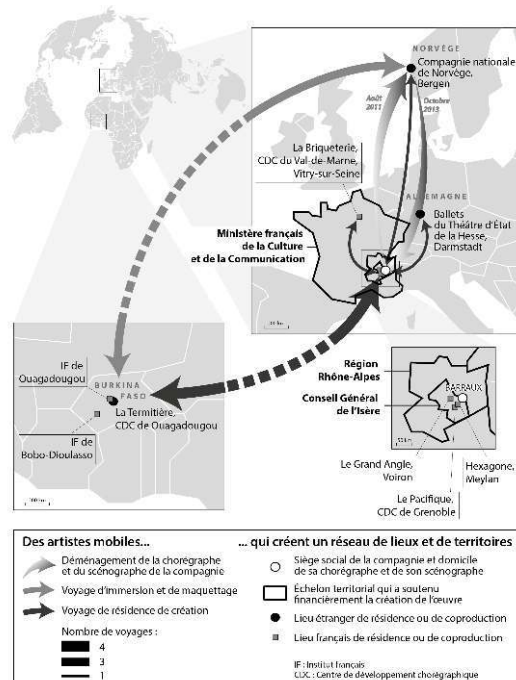 NORVÈGE
Compagnie nationale
de Norvège,
Bergen
Août
2011
Octobre
2013
La Briqueterie,
CDC du Val-de-Marne,
Vitry-sur-Seine
ALLEMAGNE
Ballets
du Théâtre d'État
de la Hesse,
Darmstadt
Ministère français
de la Culture
et de la Communication
IF de
Ouagadougou
BURKINA
FASO
La Termitière,
CDC de Ouagadougou
IF de
Bobo-Dioulasso
Région
Rhône-Alpes
Conseil Général
de l'Isère
BARRAUX
Le Grand Angle,
Voiron
Hexagone,
Meylan
Le Pacifique,
CDC de Grenoble
Des artistes mobiles...
Déménagement de la chorégraphe
et du scénographe de la compagnie
Voyage d'immersion et de maquettage
Voyage de résidence de création
Nombre de voyages :
4
3
1
... qui créent un réseau de lieux et de territoires
Siège social de la compagnie et domicile
de sa chorégraphe et de son scénographe
Échelon territorial qui a soutenu
financièrement la création de l'œuvre
Lieu étranger de résidence ou de coproduction
Lieu français de résidence ou de coproduction
IF : Institut français
CDC : Centre de développement chorégraphique